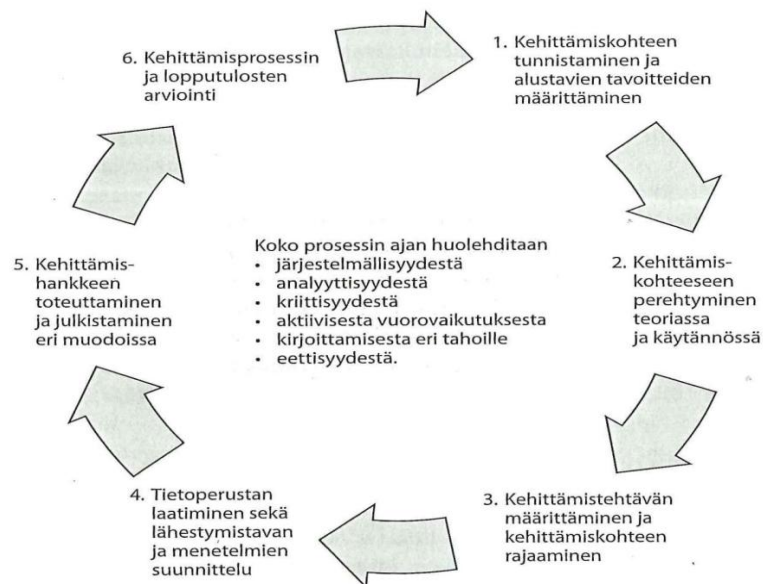 1. Kehittämiskohteen
tunnistaminen ja
alustavien tavoitteiden
määrittäminen
2. Kehittämis-
kohteeseen
perehtyminen
teoriassa
ja käytännössä
3. Kehittämistehtävän
määrittäminen ja
kehittämiskohteen
rajaaminen
4. Tietoperustan
laatiminen sekä
lähestymistavan
ja menetelmien
suunnittelu
5. Kehittämis-
hankkeen
toteuttaminen
ja julkistaminen
eri muodoissa
6. Kehittämisprosessin
ja lopputulosten
arviointi
Koko prosessin ajan huolehditaan
• järjestelmällisyydestä
• analyyttisyydestä
• kriittisyydestä
• aktiivisesta vuorovaikutuksesta
• kirjoittamisesta eri tahoille
• eettisyydestä.